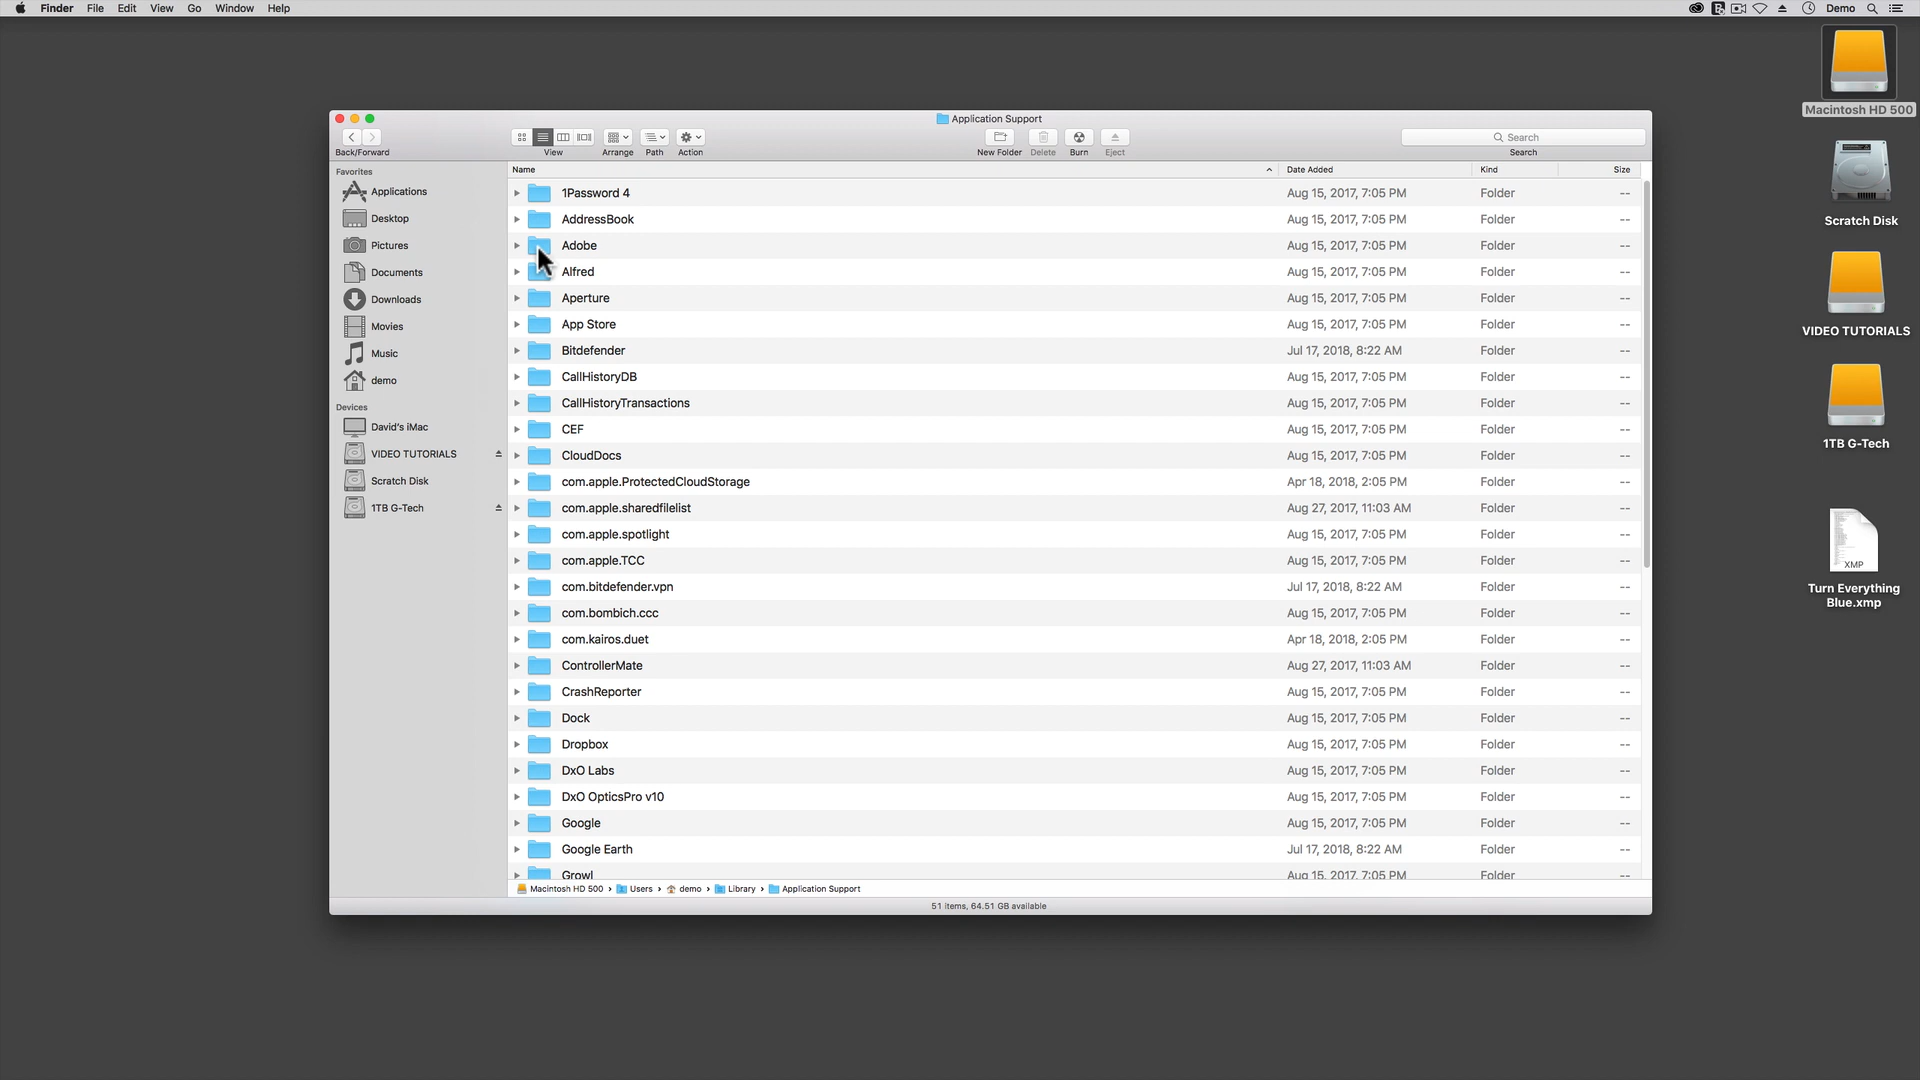 Finder File Edit View Go Window Help Demo
Application Support
Back/Forward View Arrange Path Action New Folder Delete Burn Eject Search
Search
Favorites
Applications
Desktop
Pictures
Documents
Downloads
Movies
Music
demo
Devices
David's iMac
VIDEO TUTORIALS
Scratch Disk
1TB G-Tech
Name Date Added Kind Size
1Password 4 Aug 15, 2017, 7:05 PM Folder --
AddressBook Aug 15, 2017, 7:05 PM Folder --
Adobe Aug 15, 2017, 7:05 PM Folder --
Alfred Aug 15, 2017, 7:05 PM Folder --
Aperture Aug 15, 2017, 7:05 PM Folder --
App Store Aug 15, 2017, 7:05 PM Folder --
Bitdefender Jul 17, 2018, 8:22 AM Folder --
CallHistoryDB Aug 15, 2017, 7:05 PM Folder --
CallHistoryTransactions Aug 15, 2017, 7:05 PM Folder --
CEF Aug 15, 2017, 7:05 PM Folder --
CloudDocs Aug 15, 2017, 7:05 PM Folder --
com.apple.ProtectedCloudStorage Apr 18, 2018, 2:05 PM Folder --
com.apple.sharedfilelist Aug 27, 2017, 11:03 AM Folder --
com.apple.spotlight Aug 15, 2017, 7:05 PM Folder --
com.apple.TCC Aug 15, 2017, 7:05 PM Folder --
com.bitdefender.vpn Jul 17, 2018, 8:22 AM Folder --
com.bombich.ccc Aug 15, 2017, 7:05 PM Folder --
com.kairos.duet Apr 18, 2018, 2:05 PM Folder --
ControllerMate Aug 27, 2017, 11:03 AM Folder --
CrashReporter Aug 15, 2017, 7:05 PM Folder --
Dock Aug 15, 2017, 7:05 PM Folder --
Dropbox Aug 15, 2017, 7:05 PM Folder --
DxO Labs Aug 15, 2017, 7:05 PM Folder --
DxO OpticsPro v10 Aug 15, 2017, 7:05 PM Folder --
Google Aug 15, 2017, 7:05 PM Folder --
Google Earth Jul 17, 2018, 8:22 AM Folder --
Growl Aug 15, 2017, 7:05 PM Folder --
Macintosh HD 500 › Users › demo › Library › Application Support
51 items, 64.51 GB available
Macintosh HD 500
Scratch Disk
VIDEO TUTORIALS
1TB G-Tech
XMP
Turn Everything
Blue.xmp